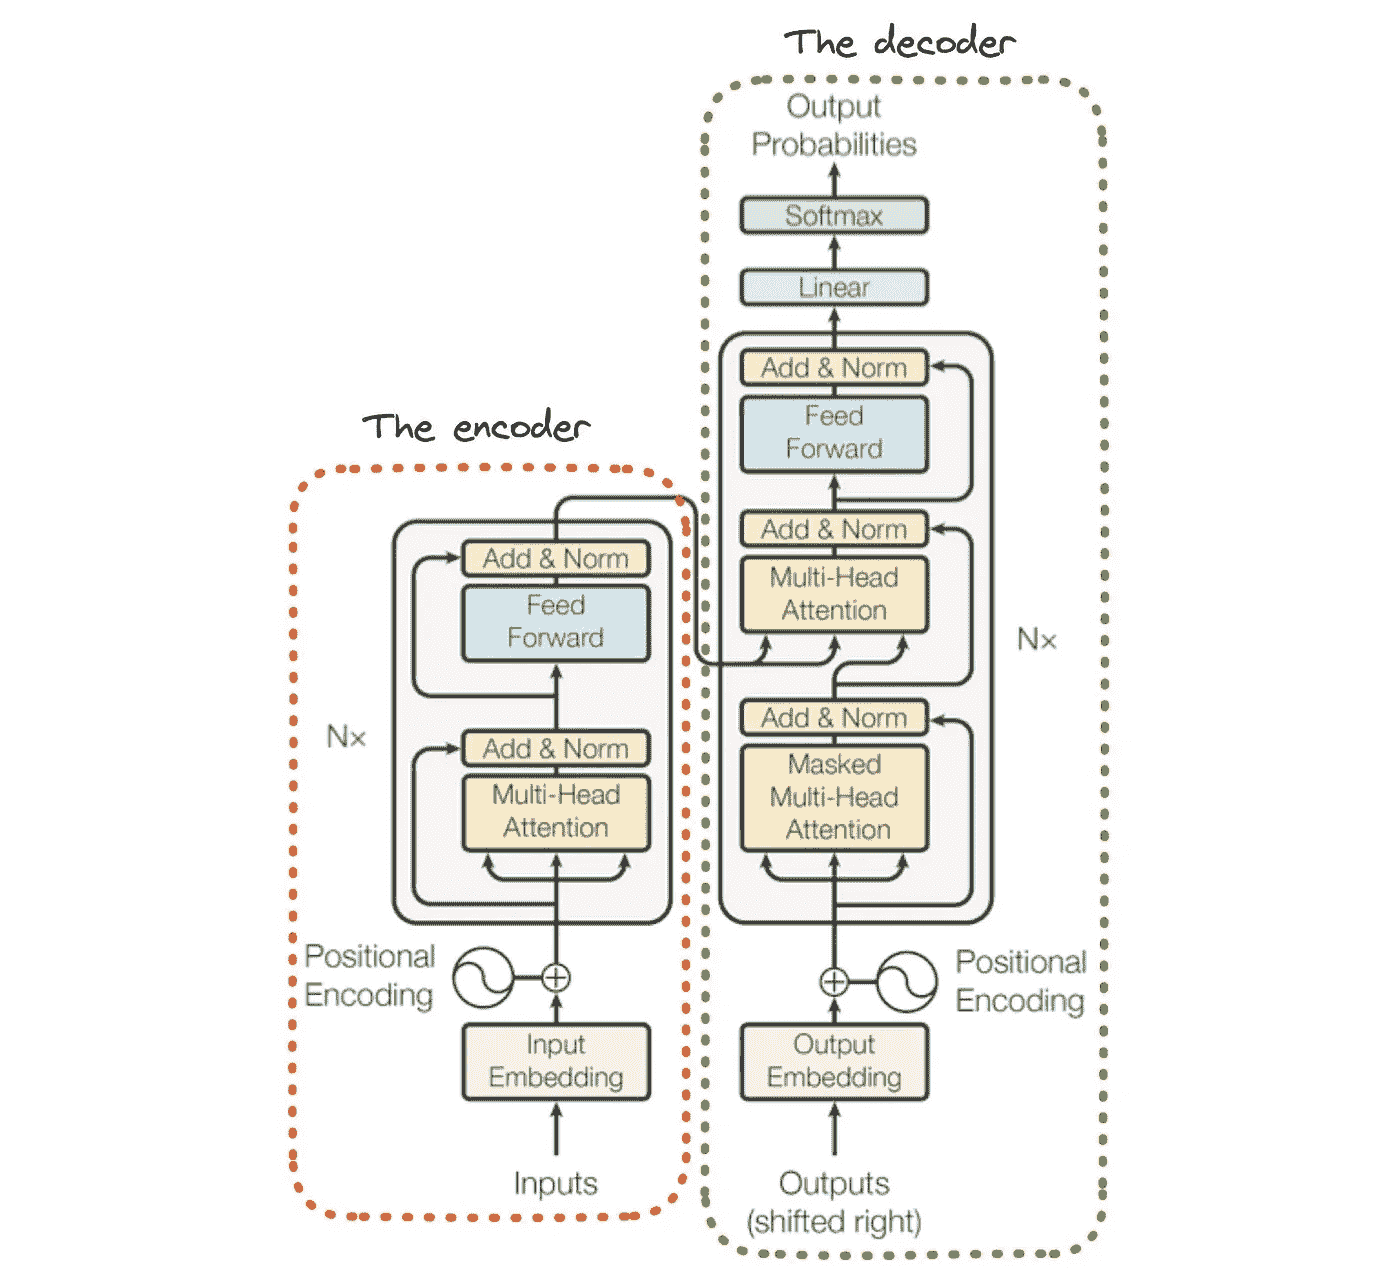 The decoder
Output
Probabilities
Softmax
Linear
Add & Norm
Feed
Forward
Add & Norm
Multi-Head
Attention
Nx
Add & Norm
Masked
Multi-Head
Attention
Positional
Encoding
Output
Embedding
Outputs
(shifted right)
The encoder
Add & Norm
Feed
Forward
Nx
Add & Norm
Multi-Head
Attention
Positional
Encoding
Input
Embedding
Inputs